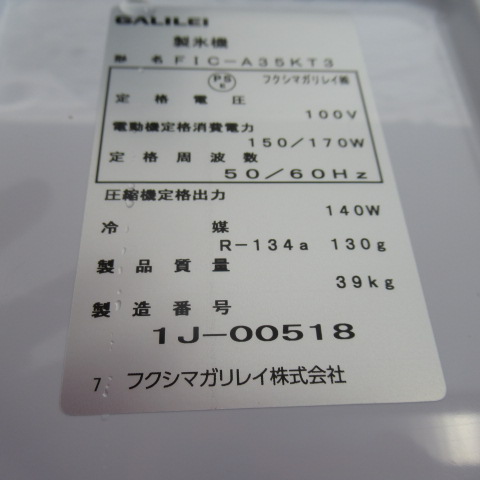 GALILEI
製氷機
形 名 FIC-A35KT3
PS E フクシマガリレイ㈱
定格電圧
100V
電動機定格消費電力
150/170W
定格周波数
50/60Hz
圧縮機定格出力
140W
冷 媒
R-134a 130g
製品質量
39kg
製造番号
1J-00518
7 フクシマガリレイ株式会社